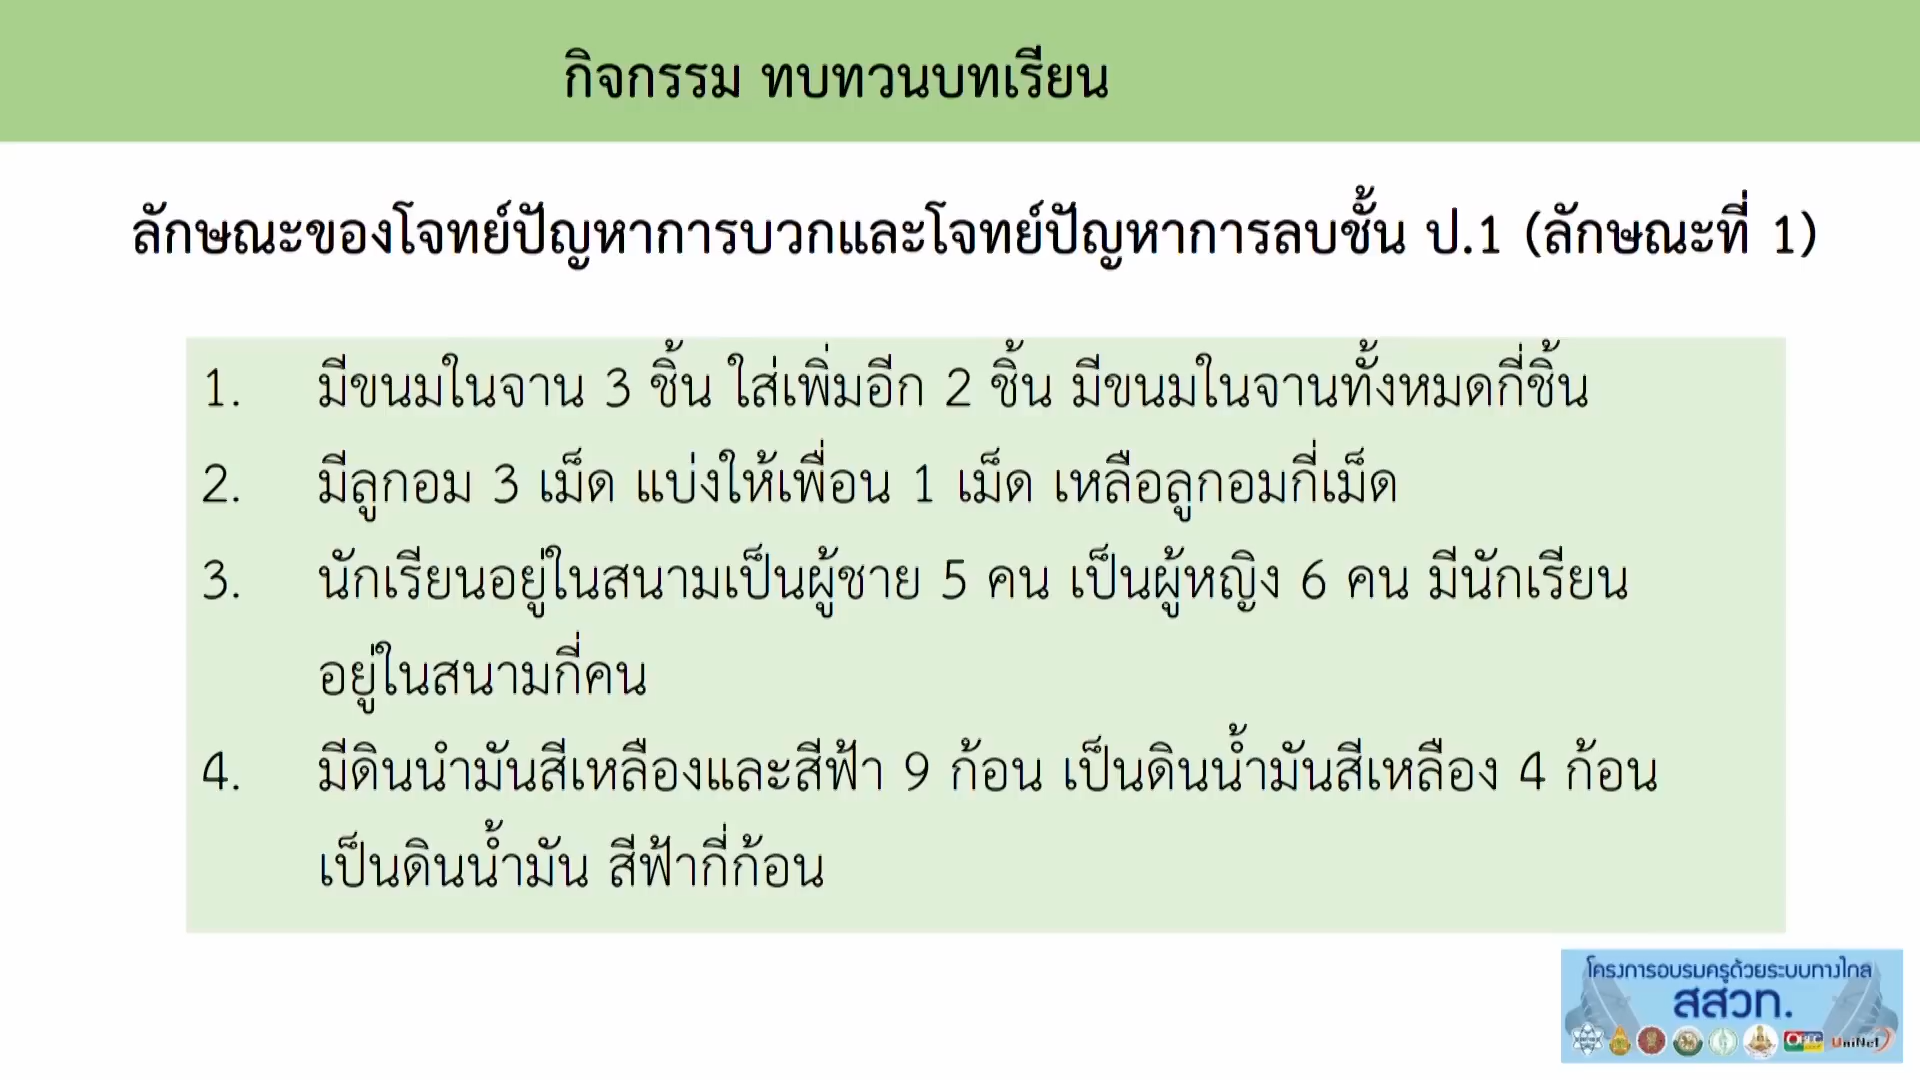 กิจกรรม ทบทวนบทเรียน
ลักษณะของโจทย์ปัญหาการบวกและโจทย์ปัญหาการลบชั้น ป.1 (ลักษณะที่ 1)
1. มีขนมในจาน 3 ชิ้น ใส่เพิ่มอีก 2 ชิ้น มีขนมในจานทั้งหมดกี่ชิ้น
2. มีลูกอม 3 เม็ด แบ่งให้เพื่อน 1 เม็ด เหลือลูกอมกี่เม็ด
3. นักเรียนอยู่ในสนามเป็นผู้ชาย 5 คน เป็นผู้หญิง 6 คน มีนักเรียน
อยู่ในสนามกี่คน
4. มีดินนำมันสีเหลืองและสีฟ้า 9 ก้อน เป็นดินน้ำมันสีเหลือง 4 ก้อน
เป็นดินน้ำมัน สีฟ้ากี่ก้อน
โครงการอบรมครูด้วยระบบทางไกล
สสวท.
UniNet